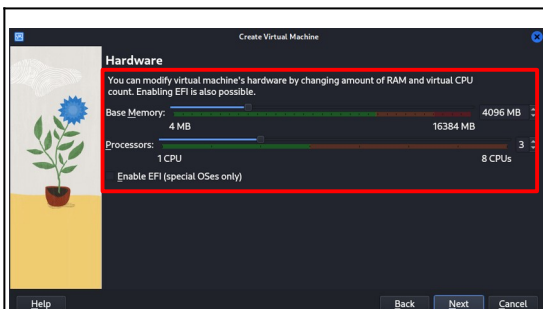 Create Virtual Machine
Hardware
You can modify virtual machine's hardware by changing amount of RAM and virtual CPU
count. Enabling EFI is also possible.
Base Memory: 4096 MB
4 MB 16384 MB
Processors: 3
1 CPU 8 CPUs
Enable EFI (special OSes only)
Help Back Next Cancel